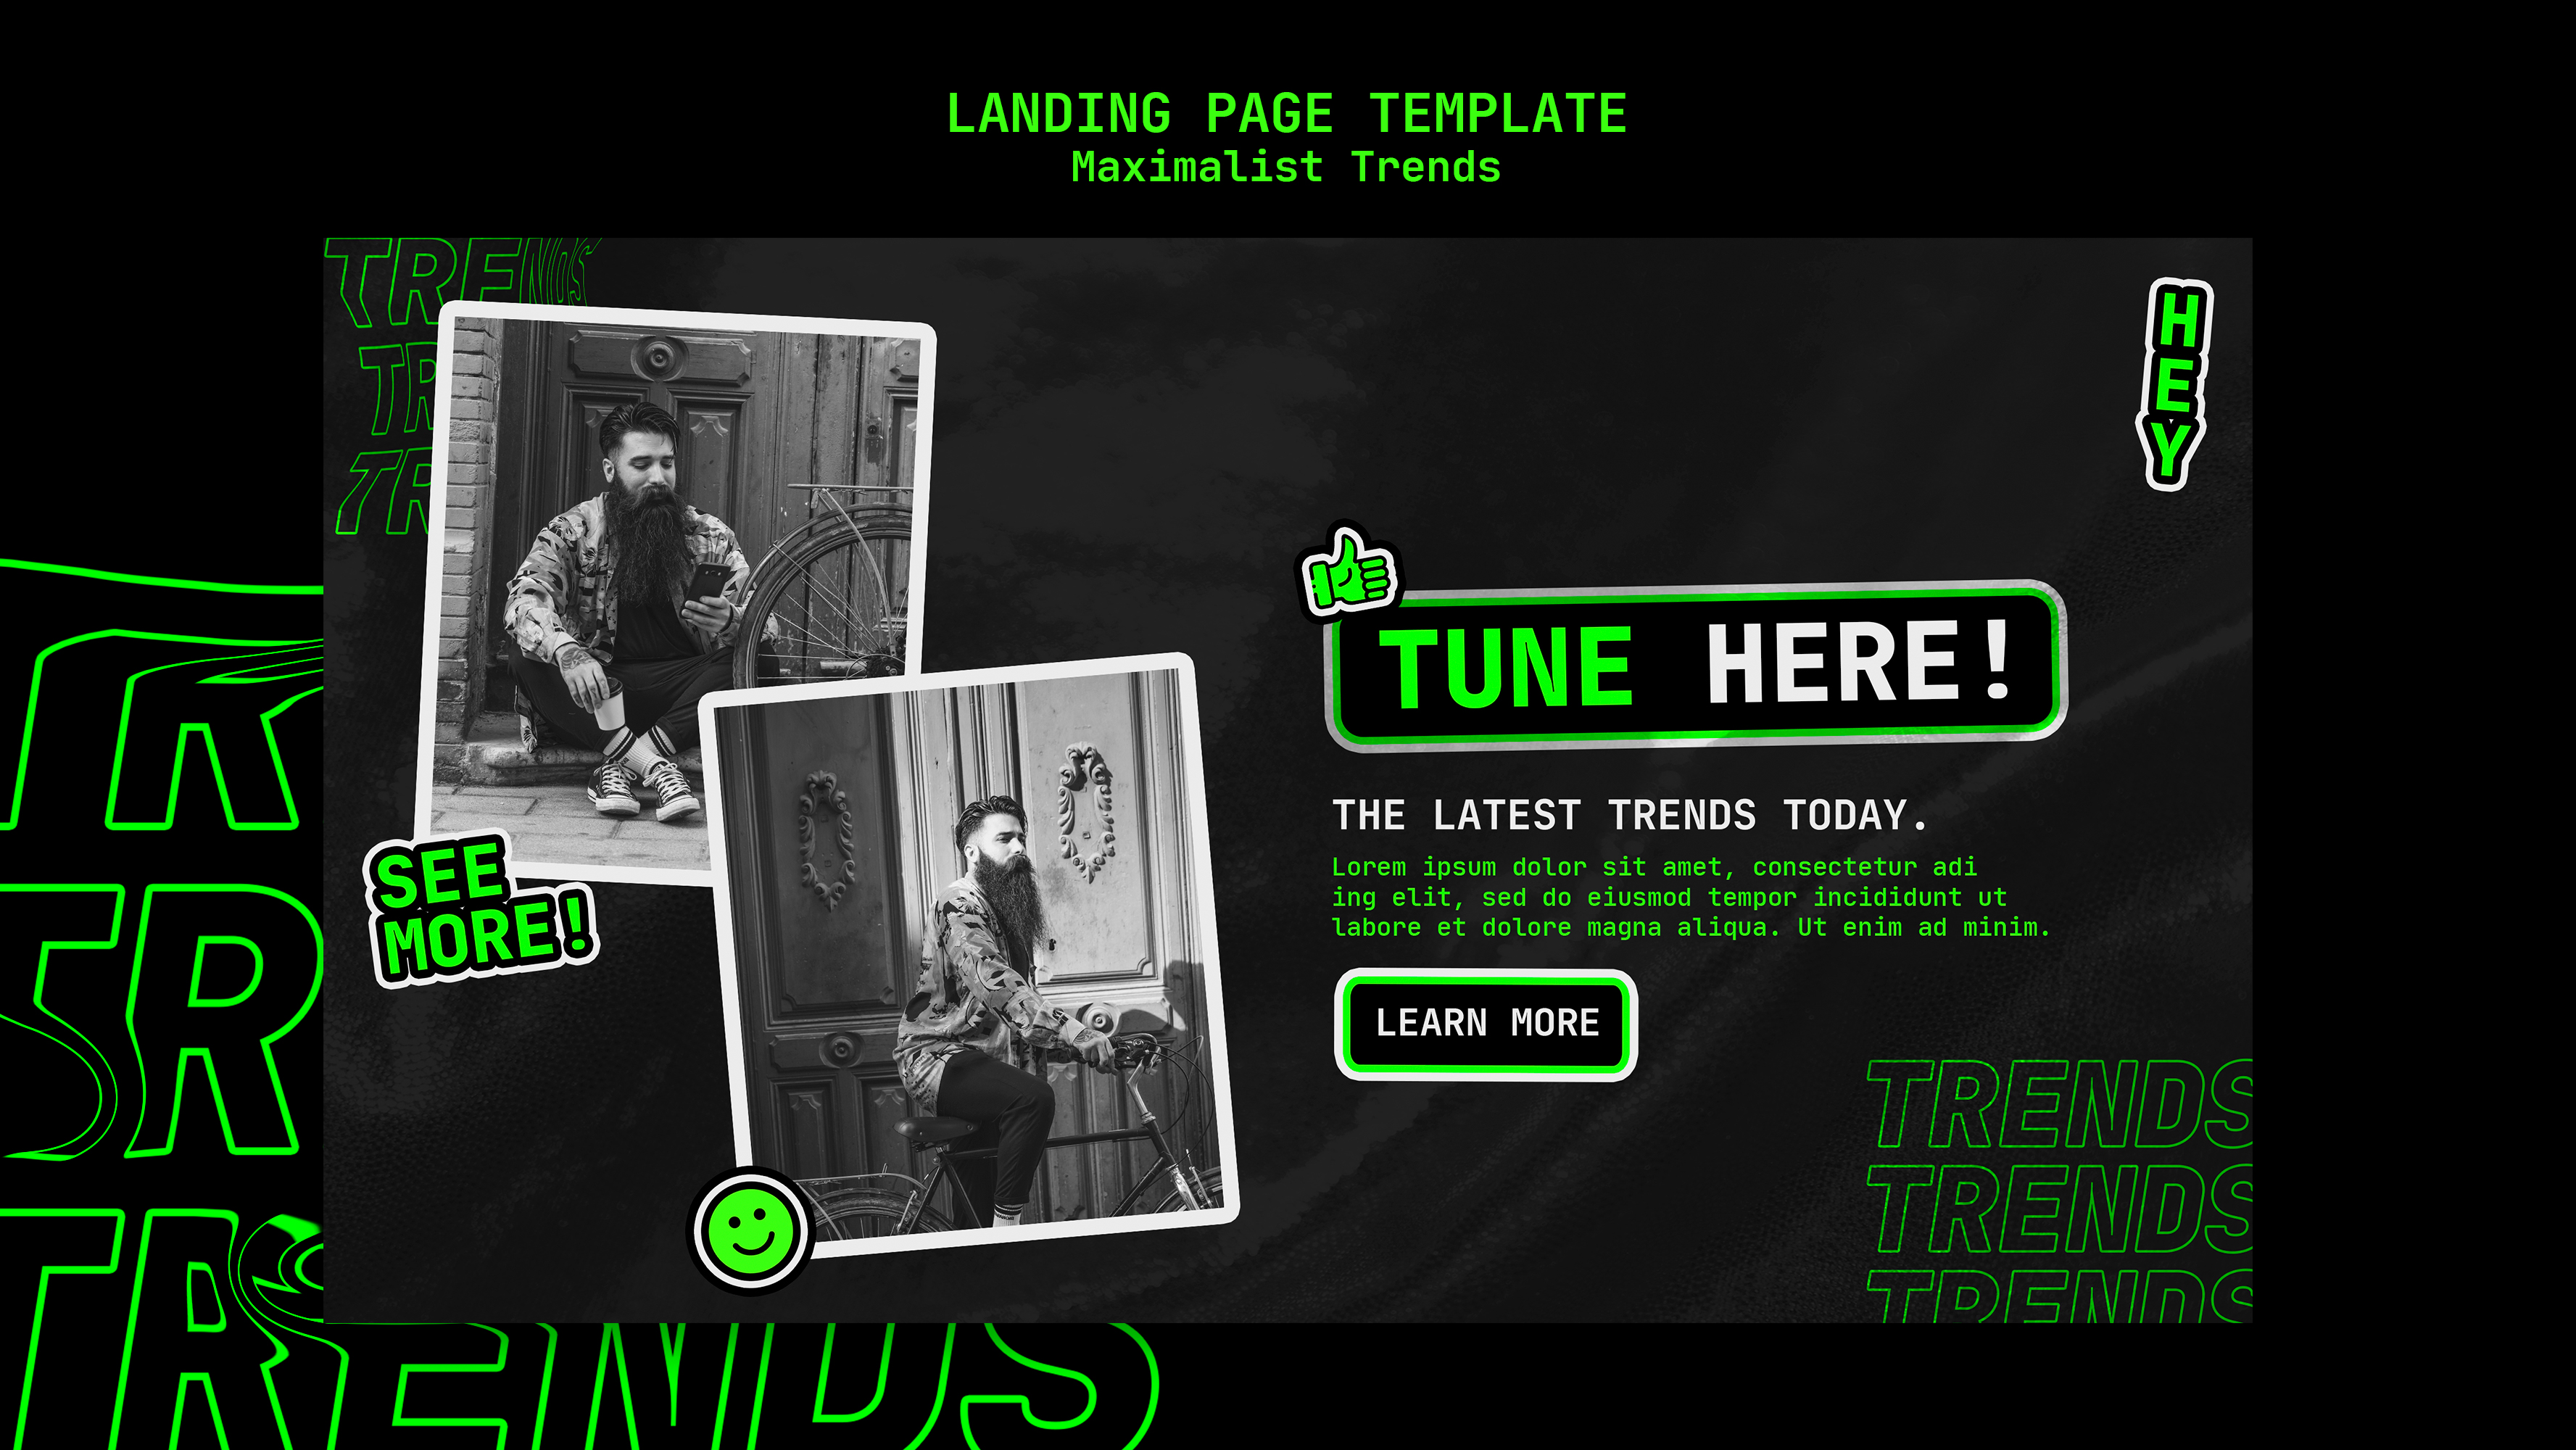 LANDING PAGE TEMPLATE
Maximalist Trends
TRENDS
TR
TR
HEY
TUNE HERE!
THE LATEST TRENDS TODAY.
Lorem ipsum dolor sit amet, consectetur adi
ing elit, sed do eiusmod tempor incididunt ut
labore et dolore magna aliqua. Ut enim ad minim.
SEE
MORE!
LEARN MORE
TRENDS
TRENDS
TRENDS
TR
TR
TRENDS